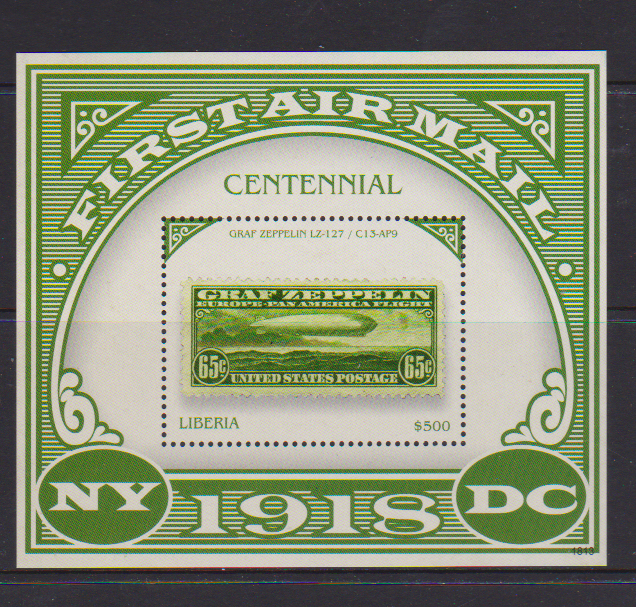 FIRST AIR MAIL
CENTENNIAL
GRAF ZEPPELIN LZ-127 / C13-AP9
GRAF ZEPPELIN
EUROPE-PAN AMERICA FLIGHT
65¢ 65¢
UNITED STATES POSTAGE
LIBERIA $500
NY 1918 DC
1813